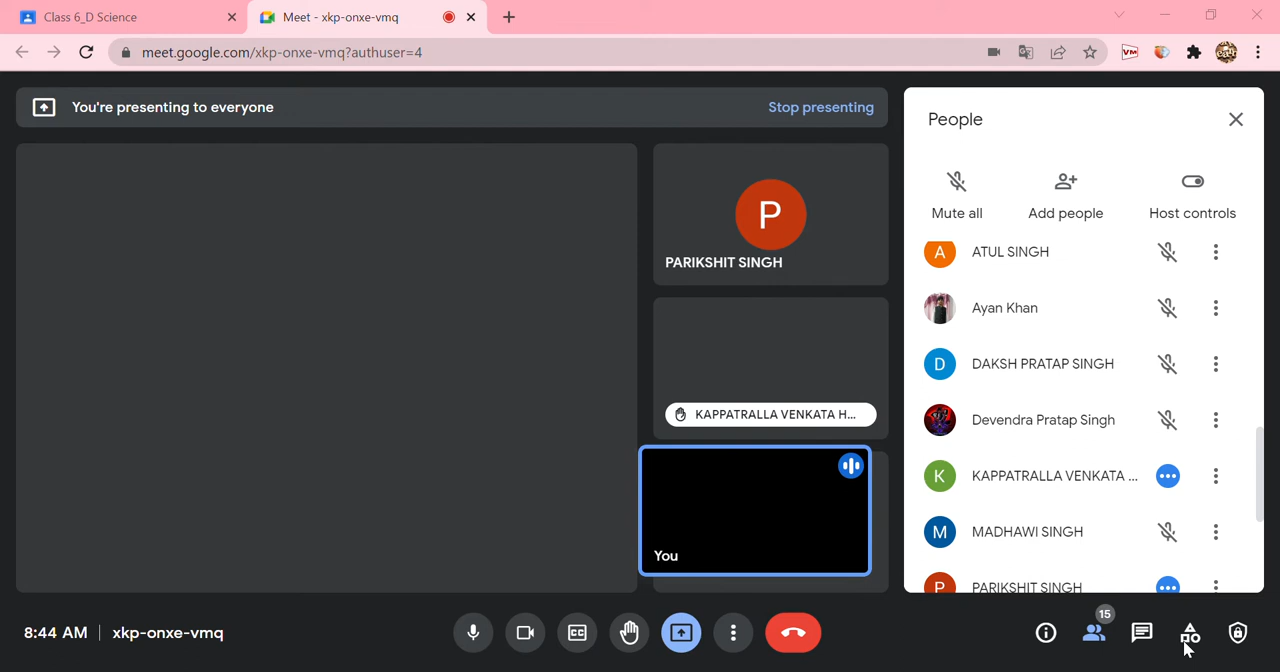 Class 6_D Science
Meet - xkp-onxe-vmq
meet.google.com/xkp-onxe-vmq?authuser=4
VM
You're presenting to everyone
Stop presenting
P
PARIKSHIT SINGH
KAPPATRALLA VENKATA H...
You
People
Mute all
Add people
Host controls
A
ATUL SINGH
Ayan Khan
D
DAKSH PRATAP SINGH
Devendra Pratap Singh
K
KAPPATRALLA VENKATA ...
M
MADHAWI SINGH
P
PARIKSHIT SINGH
8:44 AM
xkp-onxe-vmq
CC
15